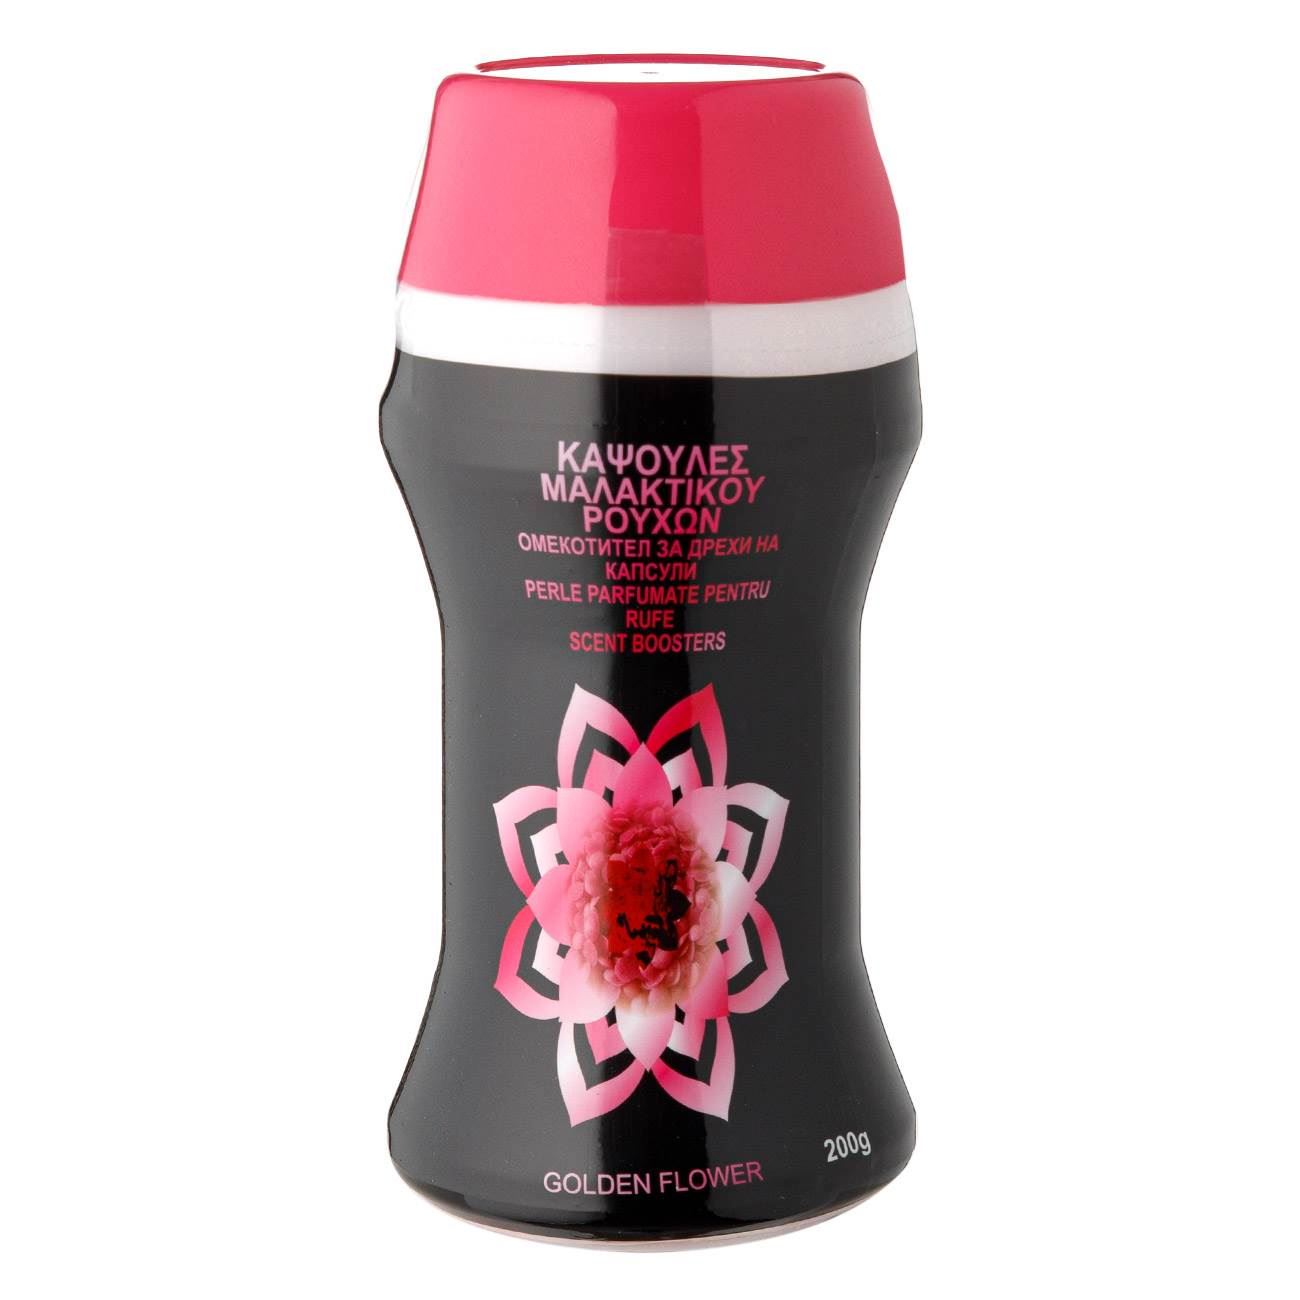 ΚΑΨΟΥΛΕΣ
ΜΑΛΑΚΤΙΚΟΥ
ΡΟΥΧΩΝ
ОМЕКОТИТЕЛ ЗА ДРЕХИ НА
КАПСУЛИ
PERLE PARFUMATE PENTRU
RUFE
SCENT BOOSTERS
200g
GOLDEN FLOWER